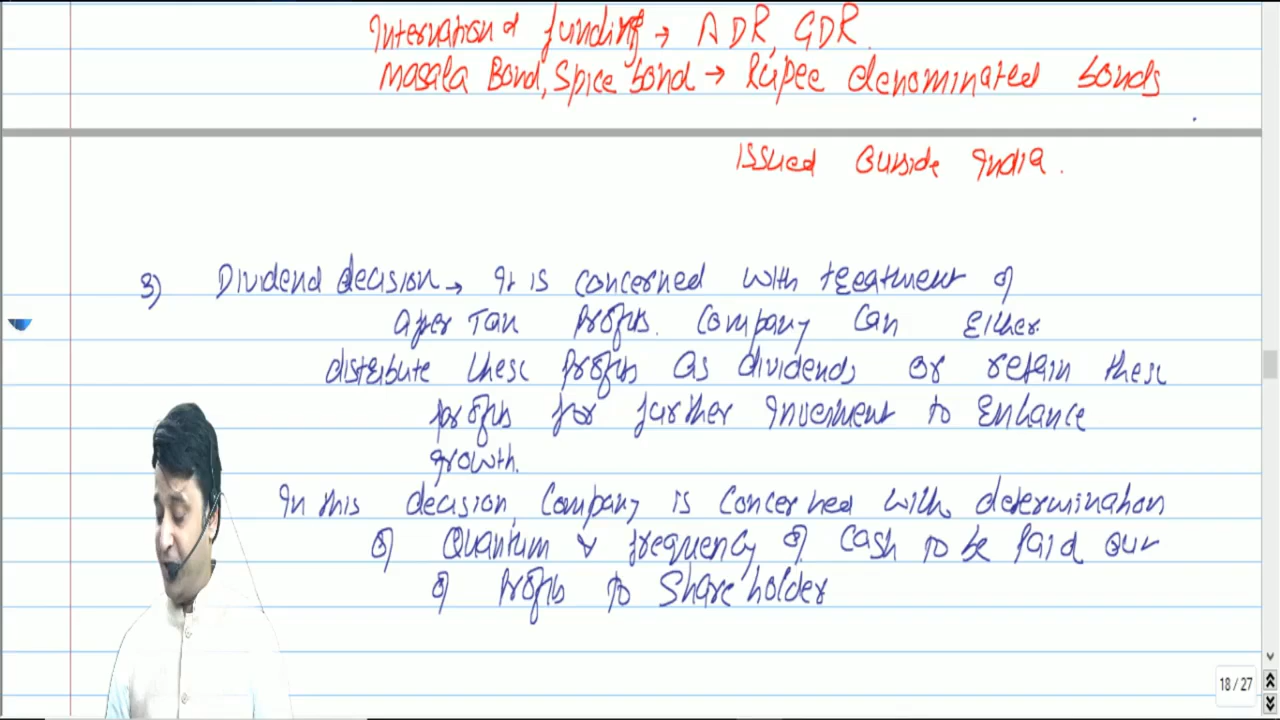 International funding → ADR, GDR.
Masala Bond, Spice bond → Rupee denominated bonds
issued outside India.
3) Dividend decision → It is concerned with treatment of
after Tax Profits. Company can either
distribute these profits as dividends or retain these
profits for further investment to Enhance
growth.
In this decision, Company is concerned with determination
of Quantum & frequency of cash to be paid out
of Profits to Shareholder
18 / 27